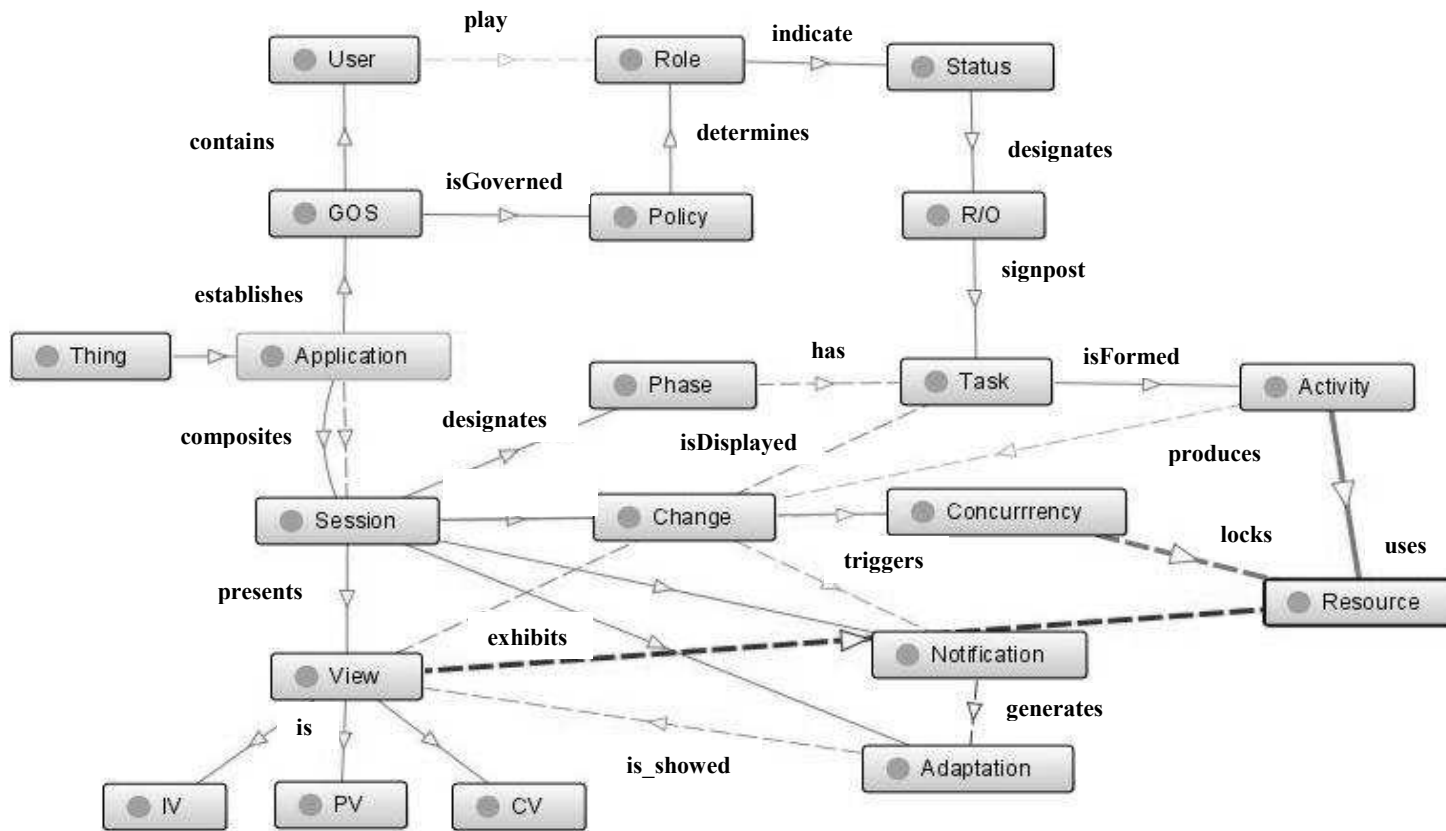 play
indicate
User
Role
Status
contains
determines
designates
isGoverned
GOS
Policy
R/O
signpost
establishes
Thing
Application
has
isFormed
Phase
Task
Activity
designates
composites
isDisplayed
produces
Session
Change
Concurrrency
locks
triggers
uses
presents
Resource
exhibits
View
Notification
generates
is
is_showed
Adaptation
IV
PV
CV